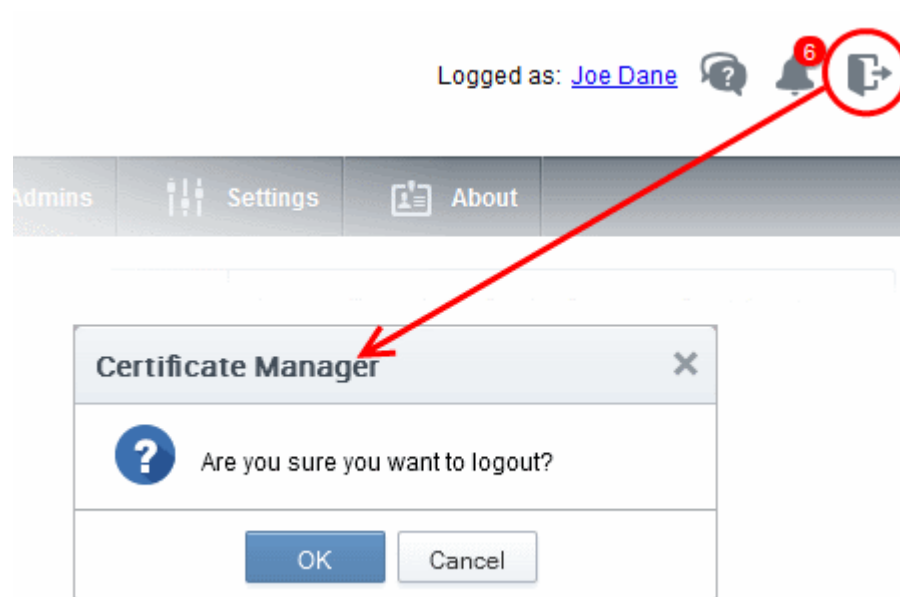 6
Logged as: Joe Dane
Admins Settings About
Certificate Manager
Are you sure you want to logout?
OK Cancel